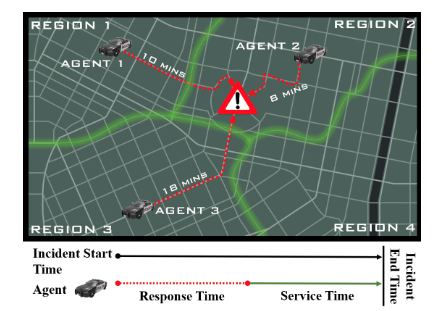 REGION 1
REGION 2
AGENT 1
AGENT 2
10 MINS
8 MINS
18 MINS
AGENT 3
REGION 3
REGION 4
Incident Start
Time
Agent
Response Time
Service Time
Incident
End Time